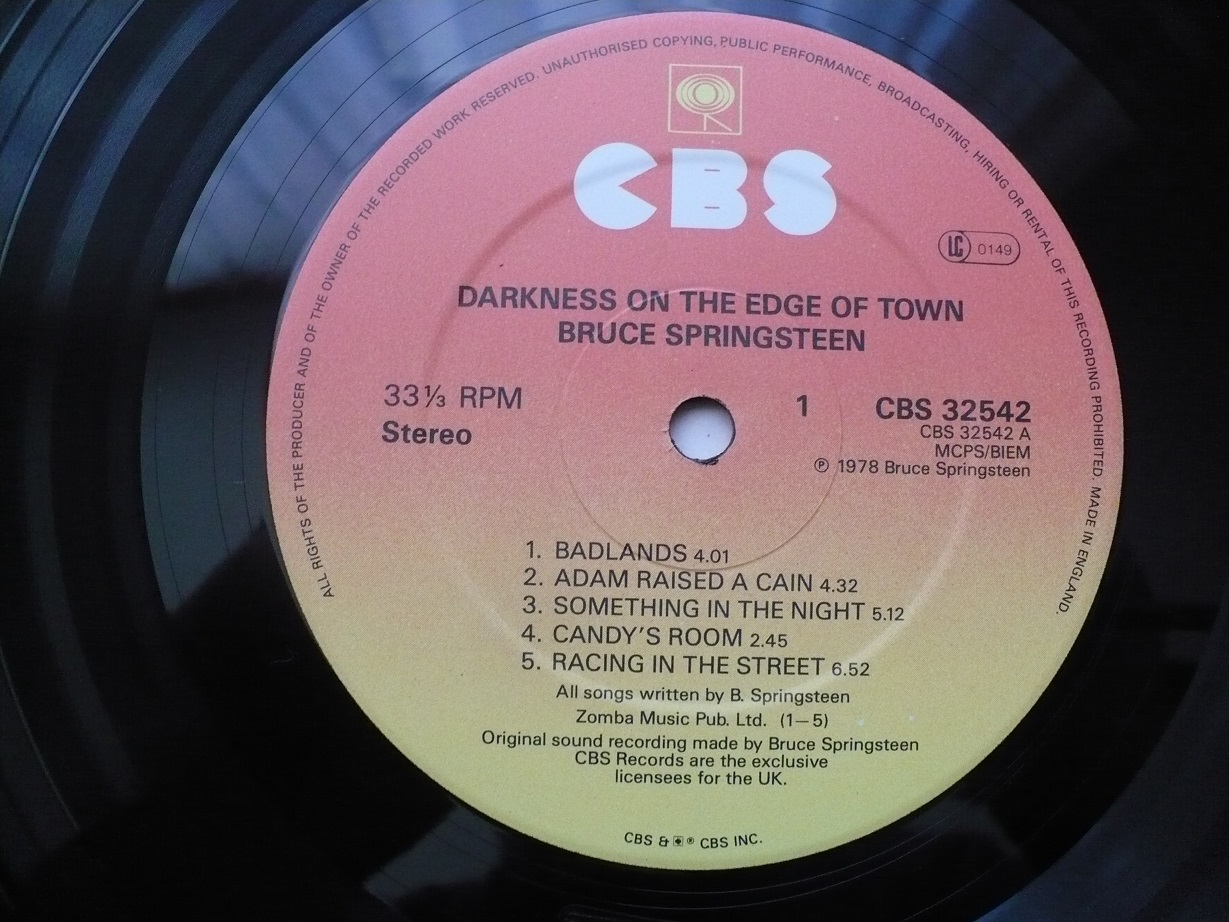 ALL RIGHTS OF THE PRODUCER AND OF THE OWNER OF THE RECORDED WORK RESERVED. UNAUTHORISED COPYING, PUBLIC PERFORMANCE, BROADCASTING, HIRING OR RENTAL OF THIS RECORDING PROHIBITED. MADE IN ENGLAND.
CBS
LC 0149
DARKNESS ON THE EDGE OF TOWN
BRUCE SPRINGSTEEN
33⅓ RPM
Stereo
1
CBS 32542
CBS 32542 A
MCPS/BIEM
℗ 1978 Bruce Springsteen
1. BADLANDS 4.01
2. ADAM RAISED A CAIN 4.32
3. SOMETHING IN THE NIGHT 5.12
4. CANDY'S ROOM 2.45
5. RACING IN THE STREET 6.52
All songs written by B. Springsteen
Zomba Music Pub. Ltd. (1—5)
Original sound recording made by Bruce Springsteen
CBS Records are the exclusive
licensees for the UK.
CBS & ® CBS INC.